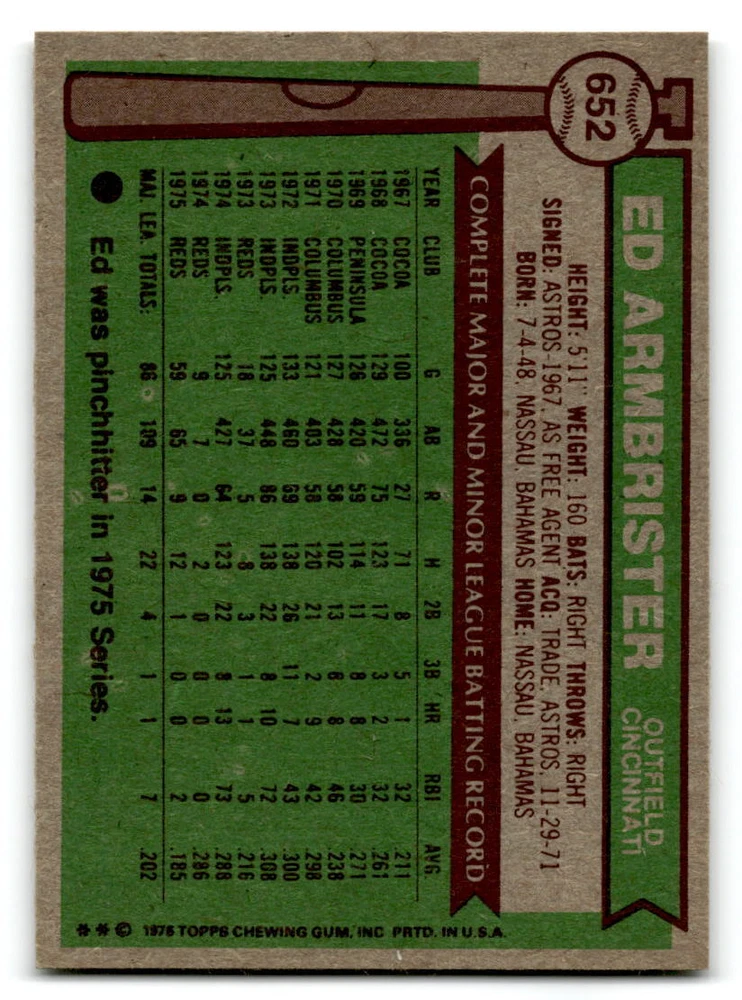 652
ED ARMBRISTER
OUTFIELD
CINCINNATI
HEIGHT: 5'11" WEIGHT: 160 BATS: RIGHT THROWS: RIGHT
SIGNED: ASTROS-1967, AS FREE AGENT ACQ: TRADE, ASTROS, 11-29-71
BORN: 7-4-48, NASSAU, BAHAMAS HOME: NASSAU, BAHAMAS
COMPLETE MAJOR AND MINOR LEAGUE BATTING RECORD
YEAR CLUB G AB R H 2B 3B HR RBI AVG.
1967 COCOA 100 336 27 71 8 5 1 32 .211
1968 COCOA 129 472 75 123 17 3 2 32 .261
1969 PENINSULA 126 420 59 114 11 8 8 30 .271
1970 COLUMBUS 127 428 58 102 13 6 8 46 .238
1971 COLUMBUS 121 403 58 120 21 2 9 42 .298
1972 INDPLS. 133 460 69 138 26 11 7 43 .300
1973 INDPLS. 125 448 86 138 22 8 10 72 .308
1973 REDS 18 37 5 8 3 1 1 5 .216
1974 INDPLS. 125 427 64 123 22 8 13 73 .288
1974 REDS 9 7 0 2 0 0 0 0 .286
1975 REDS 59 65 9 12 1 0 0 2 .185
MAJ. LEA. TOTALS: 86 109 14 22 4 1 1 7 .202
Ed was pinchhitter in 1975 Series.
** © 1976 TOPPS CHEWING GUM, INC PRTD. IN U.S.A.